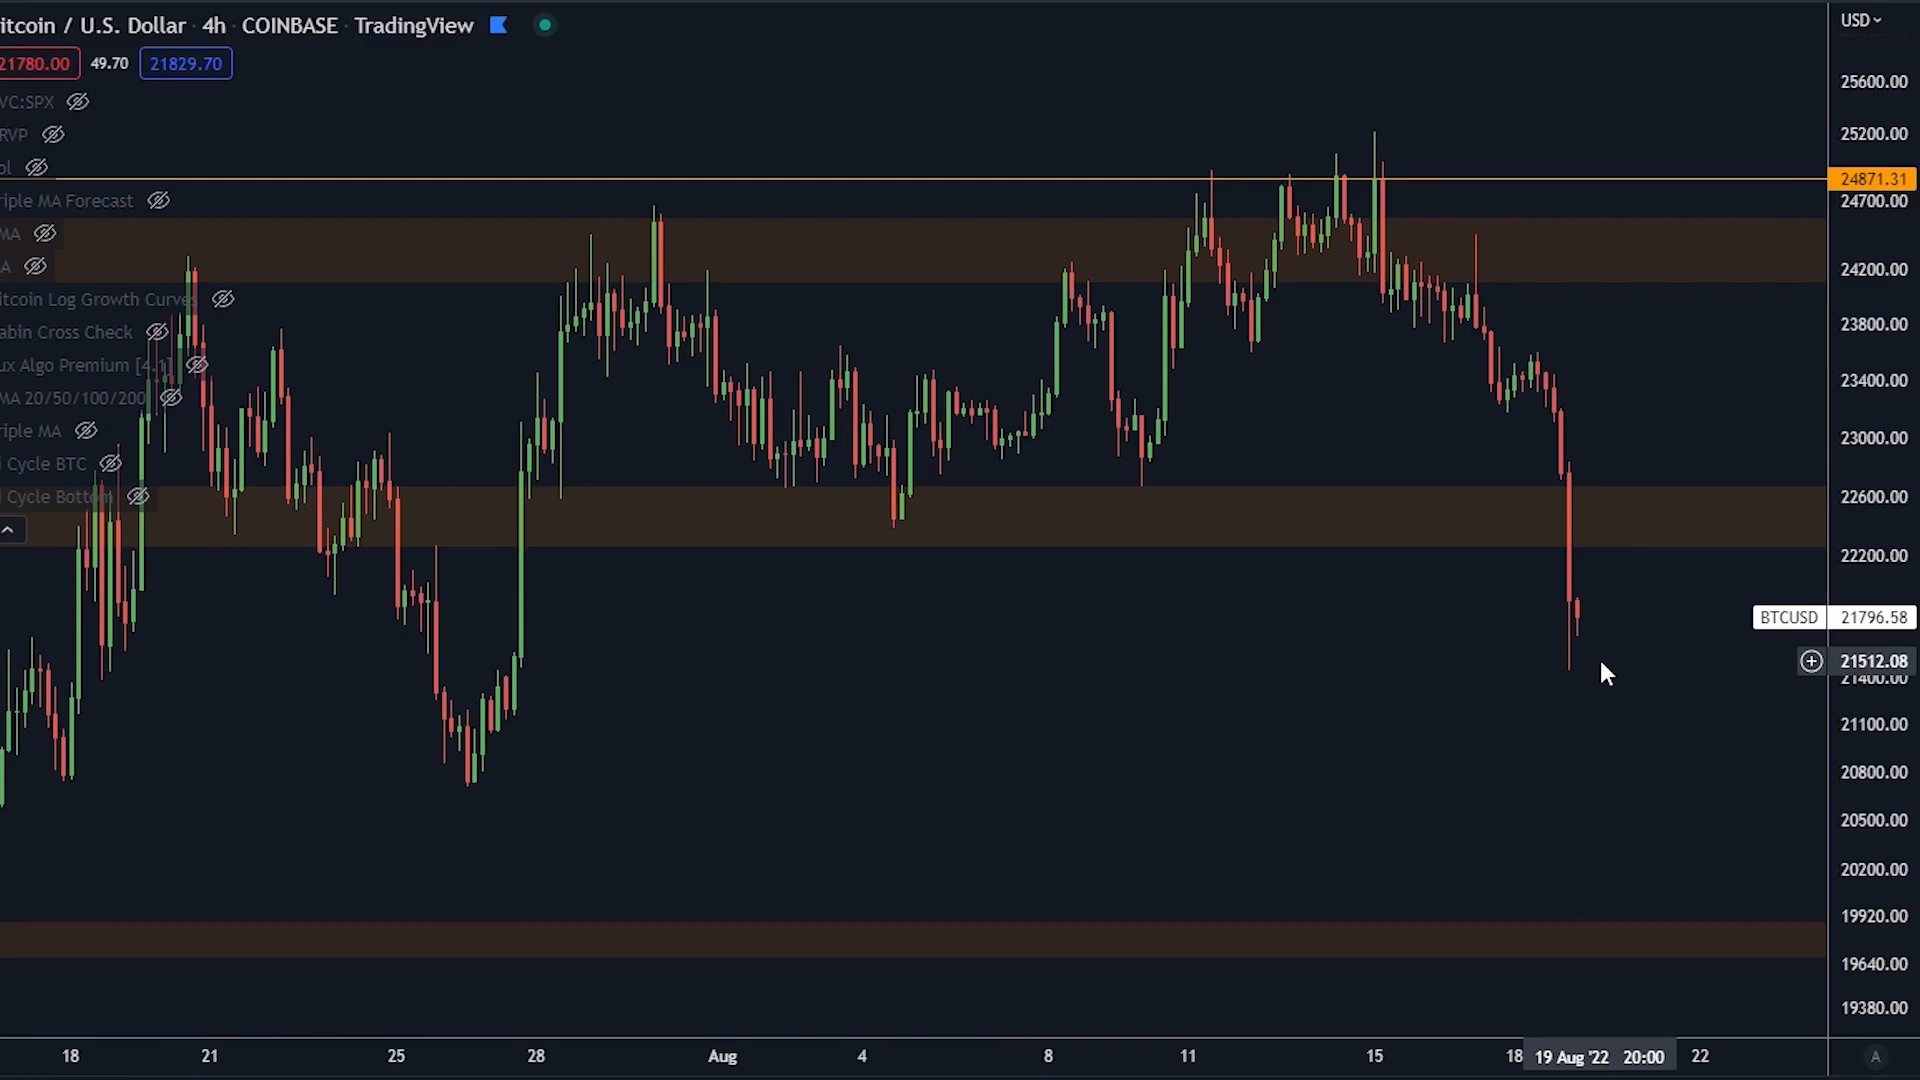 itcoin / U.S. Dollar · 4h · COINBASE · TradingView
21780.00 49.70 21829.70
VC:SPX
RVP
ol
riple MA Forecast
MA
A
itcoin Log Growth Curves
abin Cross Check
ux Algo Premium [4.1]
MA 20/50/100/200
riple MA
i Cycle BTC
i Cycle Bottom
USD
25600.00
25200.00
24871.31
24700.00
24200.00
23800.00
23400.00
23000.00
22600.00
22200.00
BTCUSD 21796.58
21512.08
21400.00
21100.00
20800.00
20500.00
20200.00
19920.00
19640.00
19380.00
18 21 25 28 Aug 4 8 11 15 18 19 Aug '22 20:00 22
A